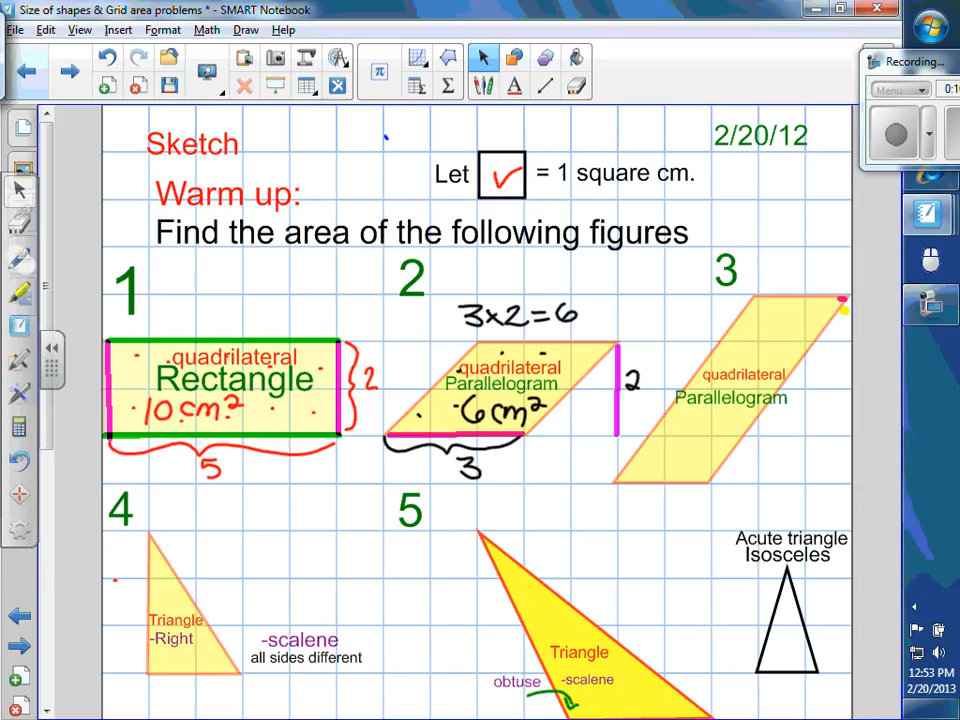 Size of shapes & Grid area problems * - SMART Notebook
File Edit View Insert Format Math Draw Help
Recording...
Menu
0:1
Sketch
2/20/12
Let ✓ = 1 square cm.
Warm up:
Find the area of the following figures
1
2
3
3x2=6
quadrilateral
Rectangle
10cm²
2
5
quadrilateral
Parallelogram
6cm²
2
3
quadrilateral
Parallelogram
4
5
Triangle
-Right
-scalene
all sides different
Triangle
-scalene
obtuse
Acute triangle
Isosceles
12:53 PM
2/20/2013